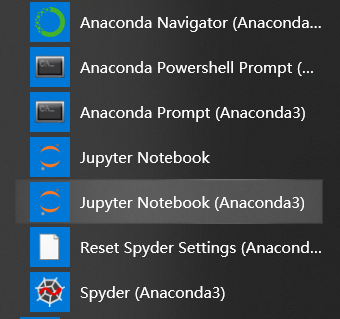 Anaconda Navigator (Anaconda...
Anaconda Powershell Prompt (...
Anaconda Prompt (Anaconda3)
Jupyter Notebook
Jupyter Notebook (Anaconda3)
Reset Spyder Settings (Anacond...
Spyder (Anaconda3)